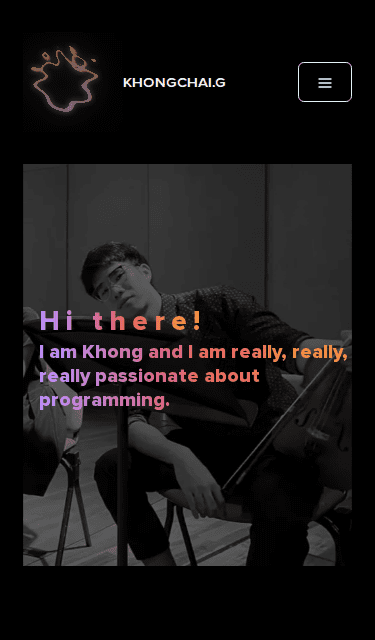 KHONGCHAI.G
Hi there!
I am Khong and I am really, really,
really passionate about
programming.